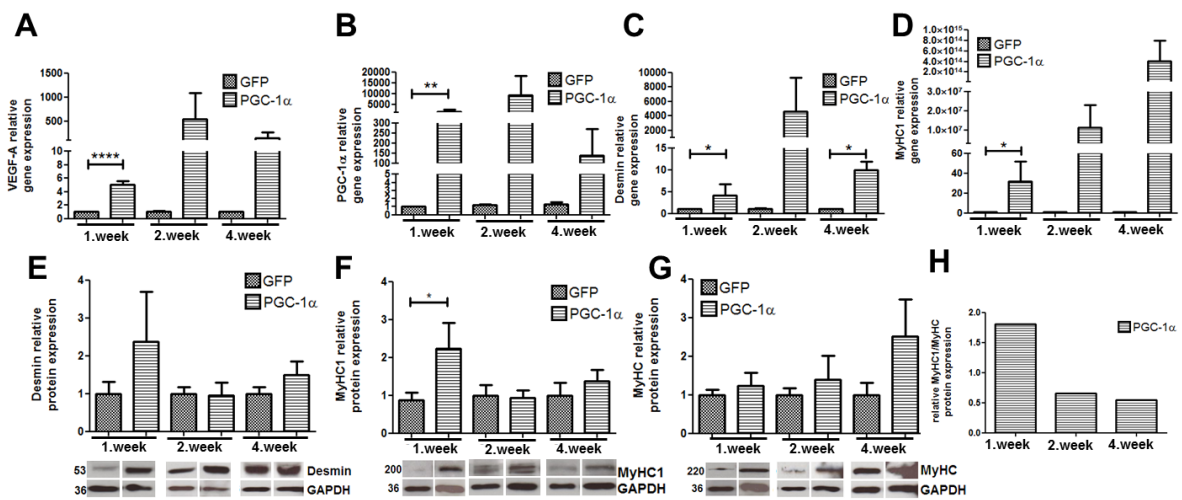 A
VEGF-A relative
gene expression
1500
1000
500
10
8
6
4
2
0
****
GFP
PGC-1α
1.week
2.week
4.week
B
PGC-1α relative
gene expression
20000
15000
10000
5000
300
250
200
150
100
5
4
3
2
1
0
**
GFP
PGC-1α
1.week
2.week
4.week
C
Desmin relative
gene expression
10000
8000
6000
4000
2000
15
10
5
0
*
*
GFP
PGC-1α
1.week
2.week
4.week
D
MyHC1 relative
gene expression
1.0×10¹⁵
8.0×10¹⁴
6.0×10¹⁴
4.0×10¹⁴
2.0×10¹⁴
2.0×10⁷
1.0×10⁷
60
40
20
0
*
GFP
PGC-1α
1.week
2.week
4.week
E
Desmin relative
protein expression
4
3
2
1
0
GFP
PGC-1α
1.week
2.week
4.week
53
Desmin
36
GAPDH
F
MyHC1 relative
protein expression
4
3
2
1
0
*
GFP
PGC-1α
1.week
2.week
4.week
200
MyHC1
36
GAPDH
G
MyHC relative
protein expression
4
3
2
1
0
GFP
PGC-1α
1.week
2.week
4.week
220
MyHC
36
GAPDH
H
relative MyHC1/MyHC
protein expression
2.0
1.5
1.0
0.5
0.0
PGC-1α
1.week
2.week
4.week